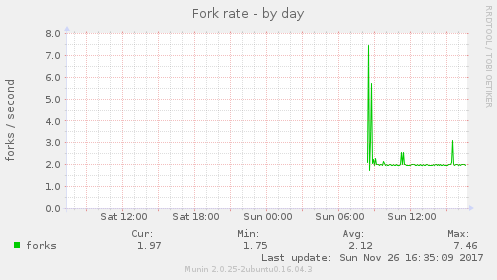 Fork rate - by day
RRDTOOL / TOBI OETIKER
forks / second
8.0
7.0
6.0
5.0
4.0
3.0
2.0
1.0
0.0
Sat 12:00 Sat 18:00 Sun 00:00 Sun 06:00 Sun 12:00
Cur: Min: Avg: Max:
forks 1.97 1.75 2.12 7.46
Last update: Sun Nov 26 16:35:09 2017
Munin 2.0.25-2ubuntu0.16.04.3